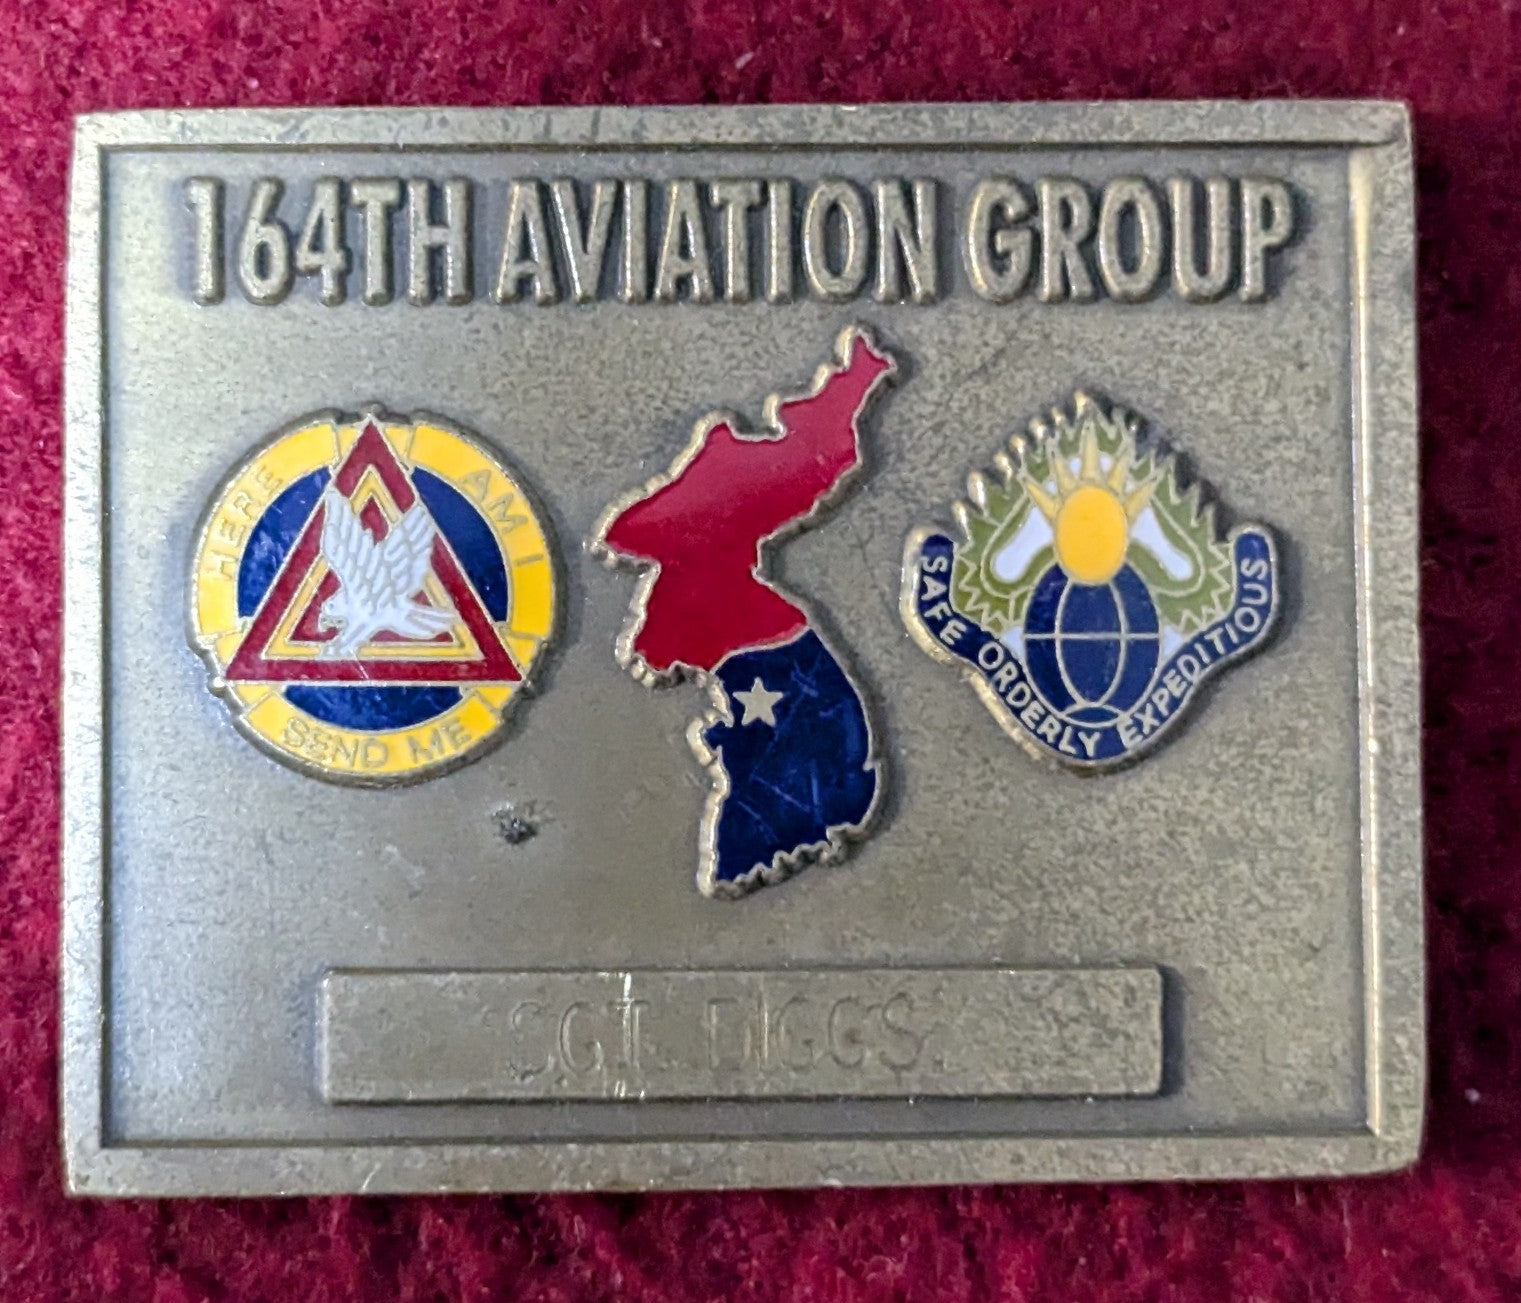 164TH AVIATION GROUP
HERE AM I
SEND ME
SAFE ORDERLY EXPEDITIOUS
SGT. DIGGS